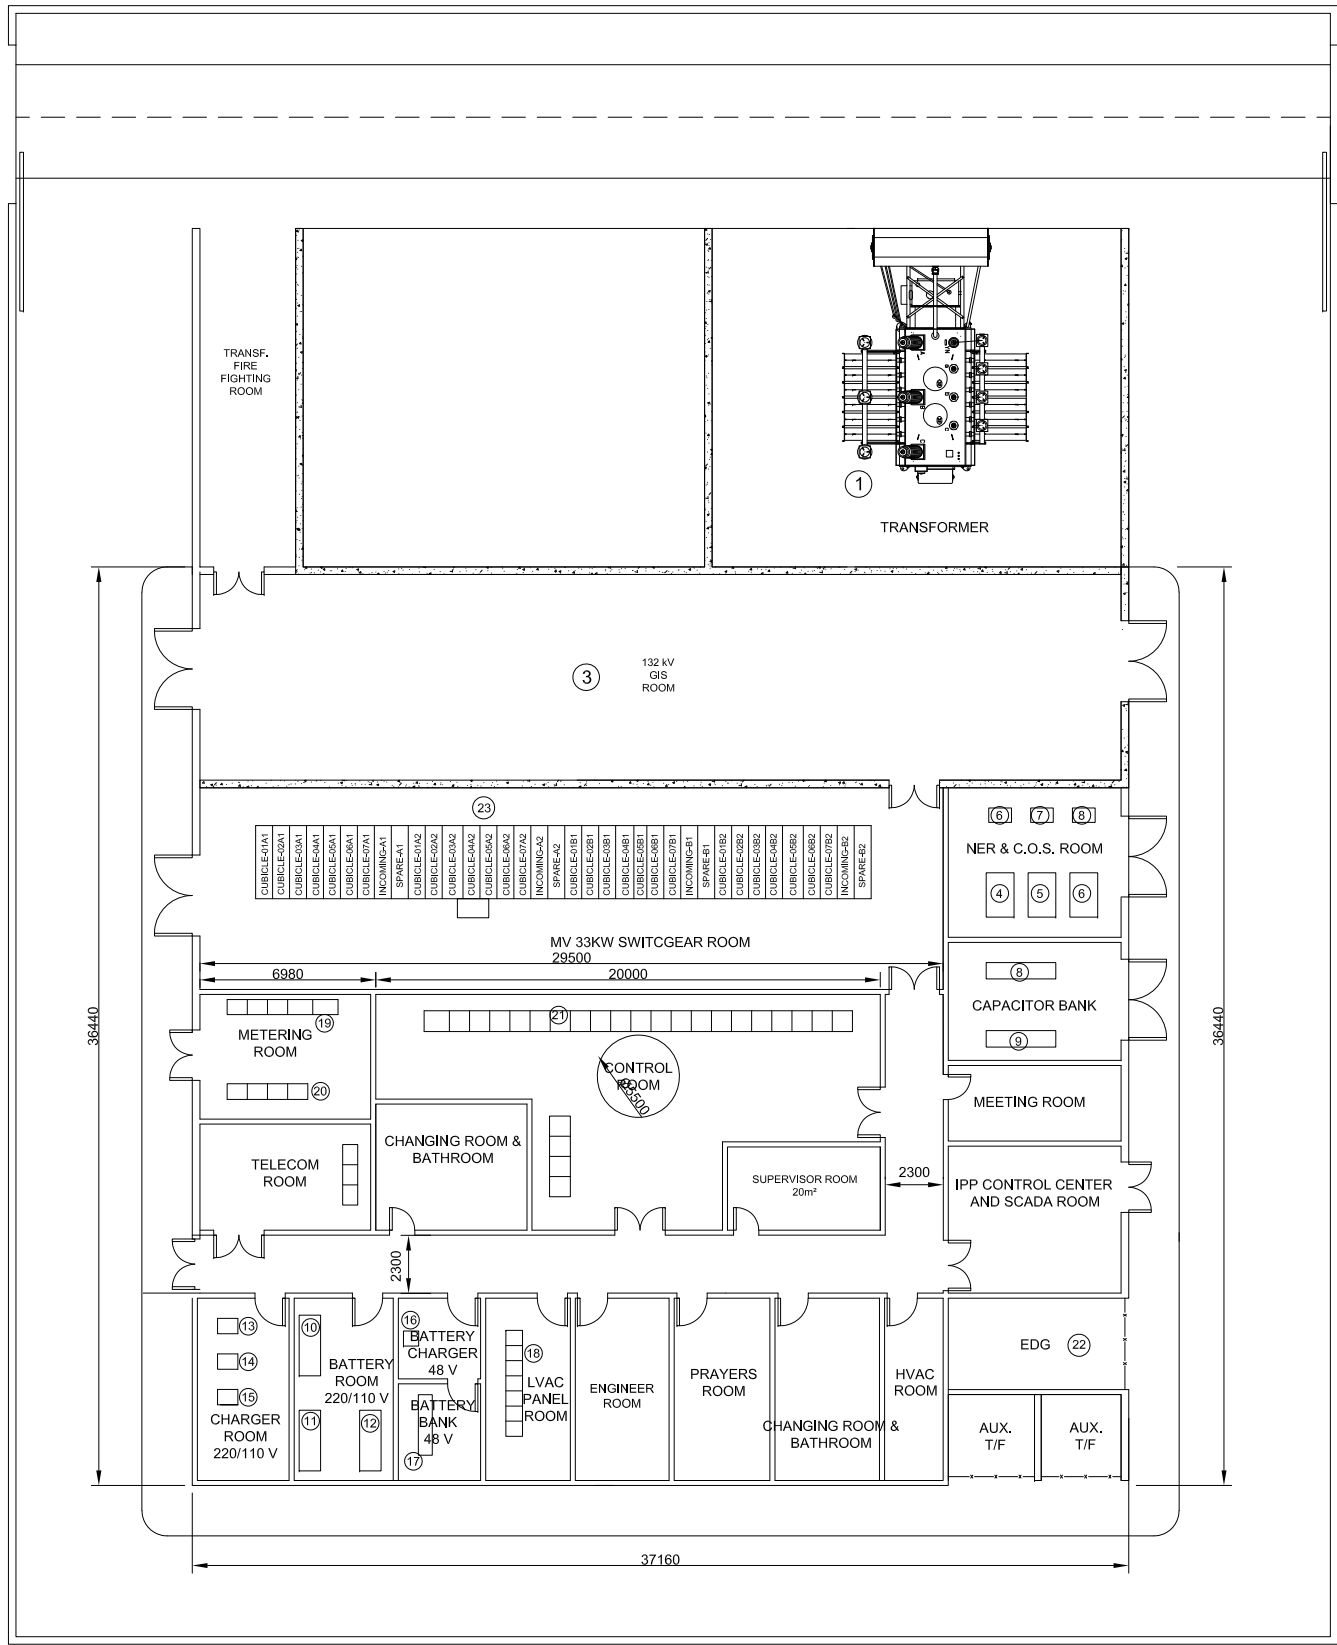 TRANSF.
FIRE
FIGHTING
ROOM
1
TRANSFORMER
3
132 kV
GIS
ROOM
23
CUBICLE-01A1
CUBICLE-02A1
CUBICLE-03A1
CUBICLE-04A1
CUBICLE-05A1
CUBICLE-06A1
CUBICLE-07A1
INCOMING-A1
SPARE-A1
CUBICLE-01A2
CUBICLE-02A2
CUBICLE-03A2
CUBICLE-04A2
CUBICLE-05A2
CUBICLE-06A2
CUBICLE-07A2
INCOMING-A2
SPARE-A2
CUBICLE-01B1
CUBICLE-02B1
CUBICLE-03B1
CUBICLE-04B1
CUBICLE-05B1
CUBICLE-06B1
CUBICLE-07B1
INCOMING-B1
SPARE-B1
CUBICLE-01B2
CUBICLE-02B2
CUBICLE-03B2
CUBICLE-04B2
CUBICLE-05B2
CUBICLE-06B2
CUBICLE-07B2
INCOMING-B2
SPARE-B2
6
7
8
NER & C.O.S. ROOM
4
5
6
MV 33KW SWITCGEAR ROOM
29500
6980
20000
8
CAPACITOR BANK
9
36440
36440
19
METERING
ROOM
20
21
CONTROL
ROOM
Ø5500
MEETING ROOM
CHANGING ROOM &
BATHROOM
TELECOM
ROOM
SUPERVISOR ROOM
20m²
2300
IPP CONTROL CENTER
AND SCADA ROOM
2300
13
14
15
CHARGER
ROOM
220/110 V
10
BATTERY
ROOM
220/110 V
11
12
16
BATTERY
CHARGER
48 V
BATTERY
BANK
48 V
17
18
LVAC
PANEL
ROOM
ENGINEER
ROOM
PRAYERS
ROOM
CHANGING ROOM &
BATHROOM
HVAC
ROOM
EDG
22
AUX.
T/F
AUX.
T/F
37160